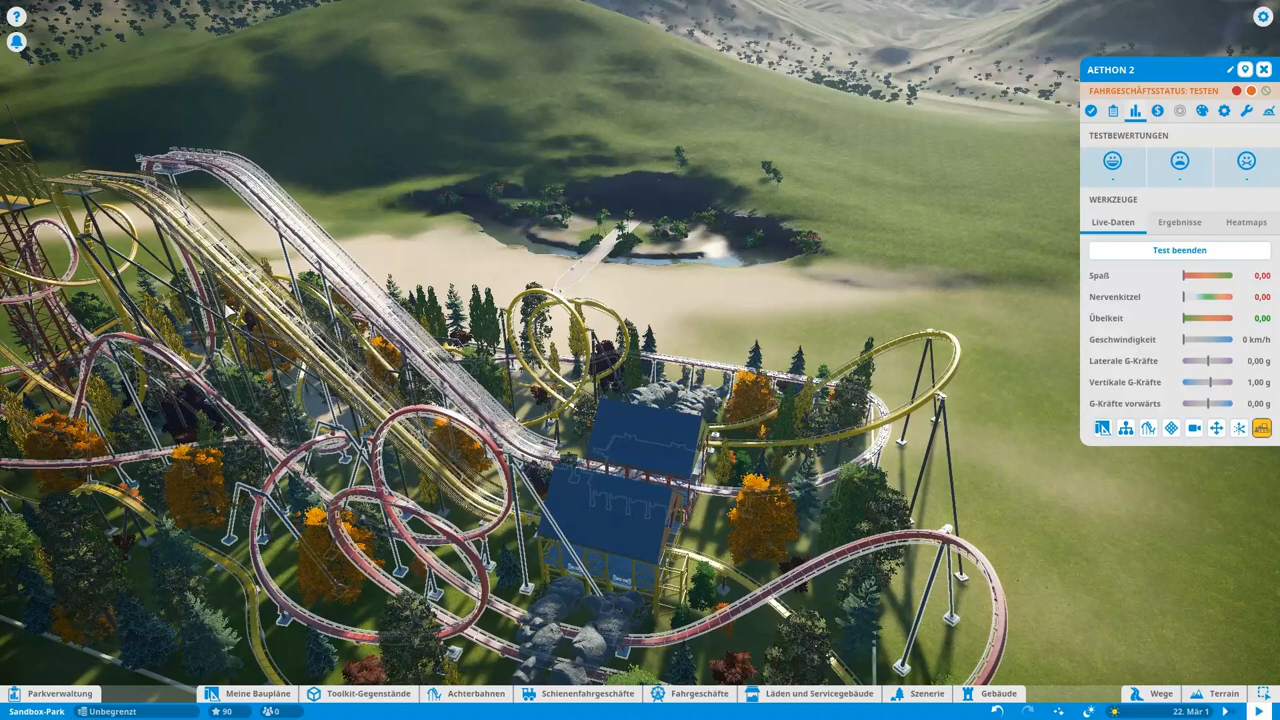 AETHON 2
FAHRGESCHÄFTSSTATUS: TESTEN
TESTBEWERTUNGEN
- - -
WERKZEUGE
Live-Daten Ergebnisse Heatmaps
Test beenden
Spaß 0,00
Nervenkitzel 0,00
Übelkeit 0,00
Geschwindigkeit 0 km/h
Laterale G-Kräfte 0,00 g
Vertikale G-Kräfte 1,00 g
G-Kräfte vorwärts 0,00 g
Parkverwaltung Meine Baupläne Toolkit-Gegenstände Achterbahnen Schienenfahrgeschäfte Fahrgeschäfte Läden und Servicegebäude Szenerie Gebäude Wege Terrain
Sandbox-Park Unbegrenzt 90 0 22. Mär 1